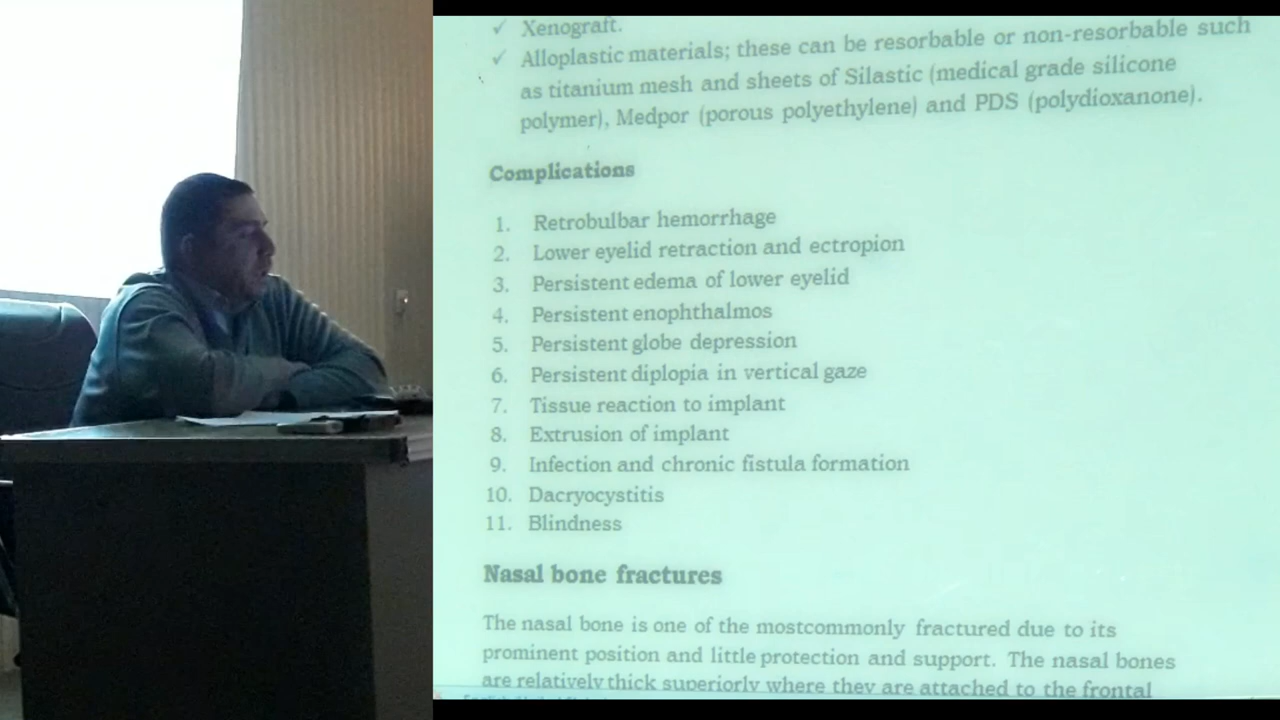 ✓ Xenograft.
✓ Alloplastic materials; these can be resorbable or non-resorbable such
as titanium mesh and sheets of Silastic (medical grade silicone
polymer), Medpor (porous polyethylene) and PDS (polydioxanone).
Complications
1. Retrobulbar hemorrhage
2. Lower eyelid retraction and ectropion
3. Persistent edema of lower eyelid
4. Persistent enophthalmos
5. Persistent globe depression
6. Persistent diplopia in vertical gaze
7. Tissue reaction to implant
8. Extrusion of implant
9. Infection and chronic fistula formation
10. Dacryocystitis
11. Blindness
Nasal bone fractures
The nasal bone is one of the mostcommonly fractured due to its
prominent position and little protection and support. The nasal bones
are relatively thick superiorly where they are attached to the frontal